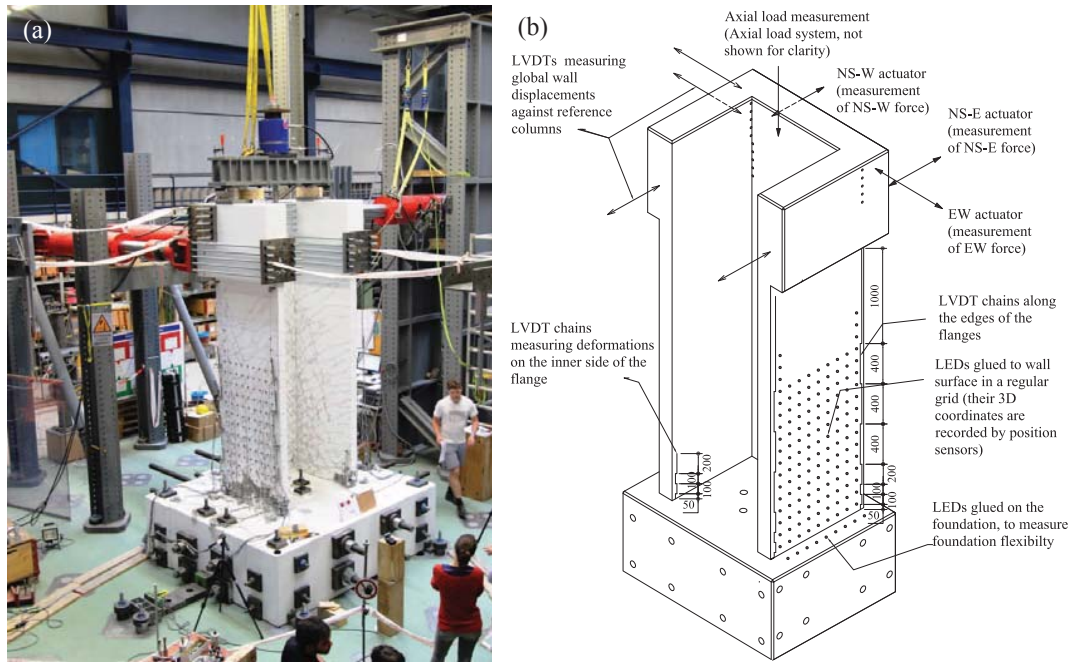 (a)
(b)
Axial load measurement
(Axial load system, not
shown for clarity)
LVDTs measuring
global wall
displacements
against reference
columns
NS-W actuator
(measurement
of NS-W force)
NS-E actuator
(measurement
of NS-E force)
EW actuator
(measurement
of EW force)
1000
LVDT chains along
the edges of the
flanges
LVDT chains
measuring deformations
on the inner side of the
flange
400
400
400
LEDs glued to wall
surface in a regular
grid (their 3D
coordinates are
recorded by position
sensors)
200
100
100
50
200
100
100
50
LEDs glued on the
foundation, to measure
foundation flexibilty